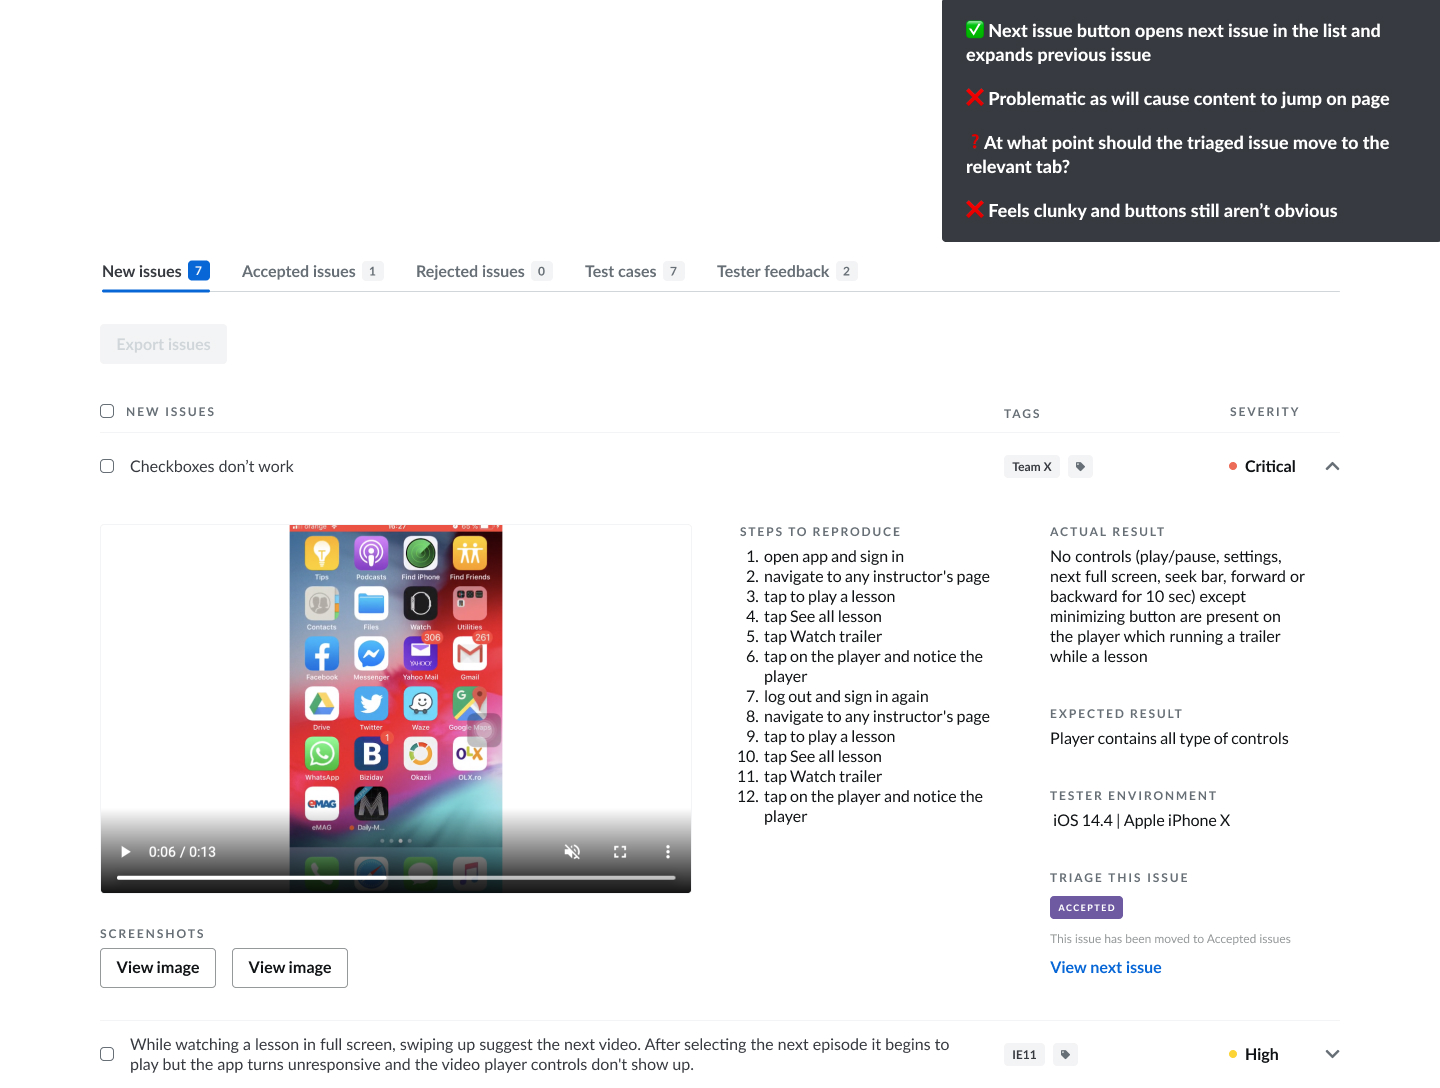 ✅ Next issue button opens next issue in the list and
expands previous issue
❌ Problematic as will cause content to jump on page
❓ At what point should the triaged issue move to the
relevant tab?
❌ Feels clunky and buttons still aren’t obvious
New issues 7 Accepted issues 1 Rejected issues 0 Test cases 7 Tester feedback 2
Export issues
NEW ISSUES TAGS SEVERITY
Checkboxes don’t work Team X Critical
orange 16:27
Tips Podcasts Find iPhone Find Friends
Contacts Files Watch Utilities
306 261
YAHOO!
Facebook Messenger Yahoo Mail Gmail
G
Drive Twitter Waze Google Maps
B 1 OLX
WhatsApp Biziday Okazii OLX.ro
eMAG M
eMAG Daily-M...
0:06 / 0:13
SCREENSHOTS
View image View image
STEPS TO REPRODUCE
1. open app and sign in
2. navigate to any instructor's page
3. tap to play a lesson
4. tap See all lesson
5. tap Watch trailer
6. tap on the player and notice the
player
7. log out and sign in again
8. navigate to any instructor's page
9. tap to play a lesson
10. tap See all lesson
11. tap Watch trailer
12. tap on the player and notice the
player
ACTUAL RESULT
No controls (play/pause, settings,
next full screen, seek bar, forward or
backward for 10 sec) except
minimizing button are present on
the player which running a trailer
while a lesson
EXPECTED RESULT
Player contains all type of controls
TESTER ENVIRONMENT
iOS 14.4 | Apple iPhone X
TRIAGE THIS ISSUE
ACCEPTED
This issue has been moved to Accepted issues
View next issue
While watching a lesson in full screen, swiping up suggest the next video. After selecting the next episode it begins to
play but the app turns unresponsive and the video player controls don't show up.
IE11 High